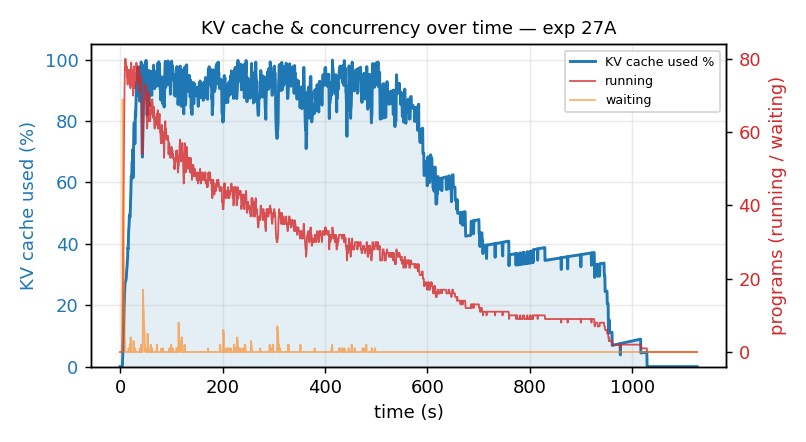 KV cache & concurrency over time — exp 27A
KV cache used %
running
waiting
KV cache used (%)
100
80
60
40
20
0
programs (running / waiting)
80
60
40
20
0
0
200
400
600
800
1000
time (s)